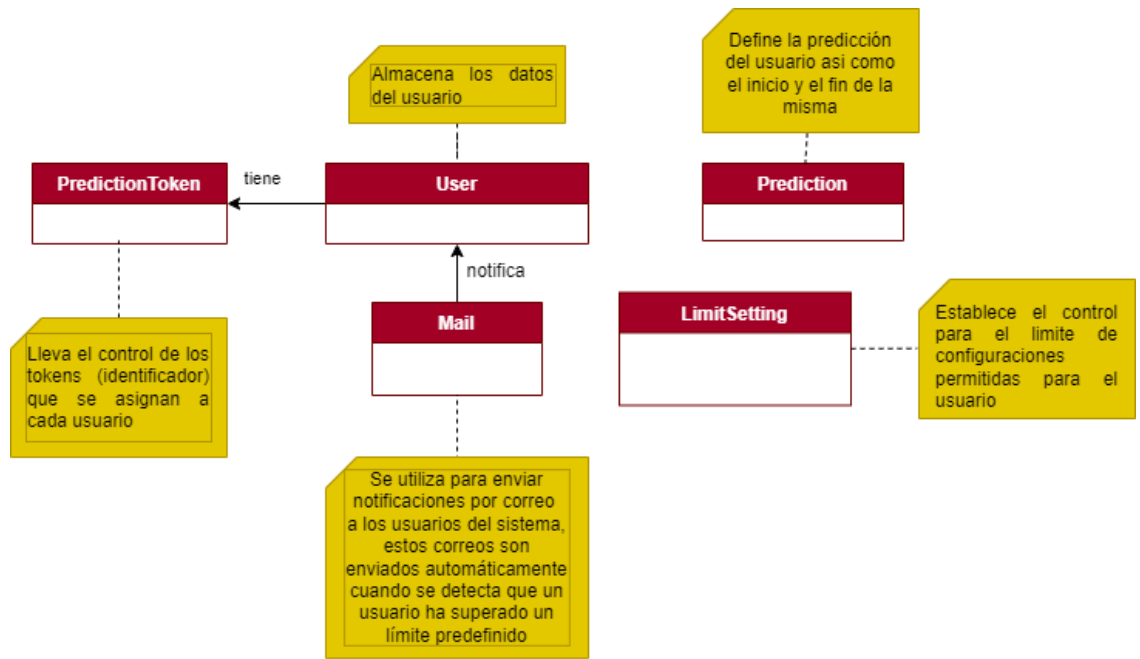 Define la predicción
del usuario asi como
el inicio y el fin de la
misma
Almacena los datos
del usuario
PredictionToken
tiene
User
Prediction
notifica
Mail
LimitSetting
Establece el control
para el limite de
configuraciones
permitidas para el
usuario
Lleva el control de los
tokens (identificador)
que se asignan a
cada usuario
Se utiliza para enviar
notificaciones por correo
a los usuarios del sistema,
estos correos son
enviados automáticamente
cuando se detecta que un
usuario ha superado un
límite predefinido